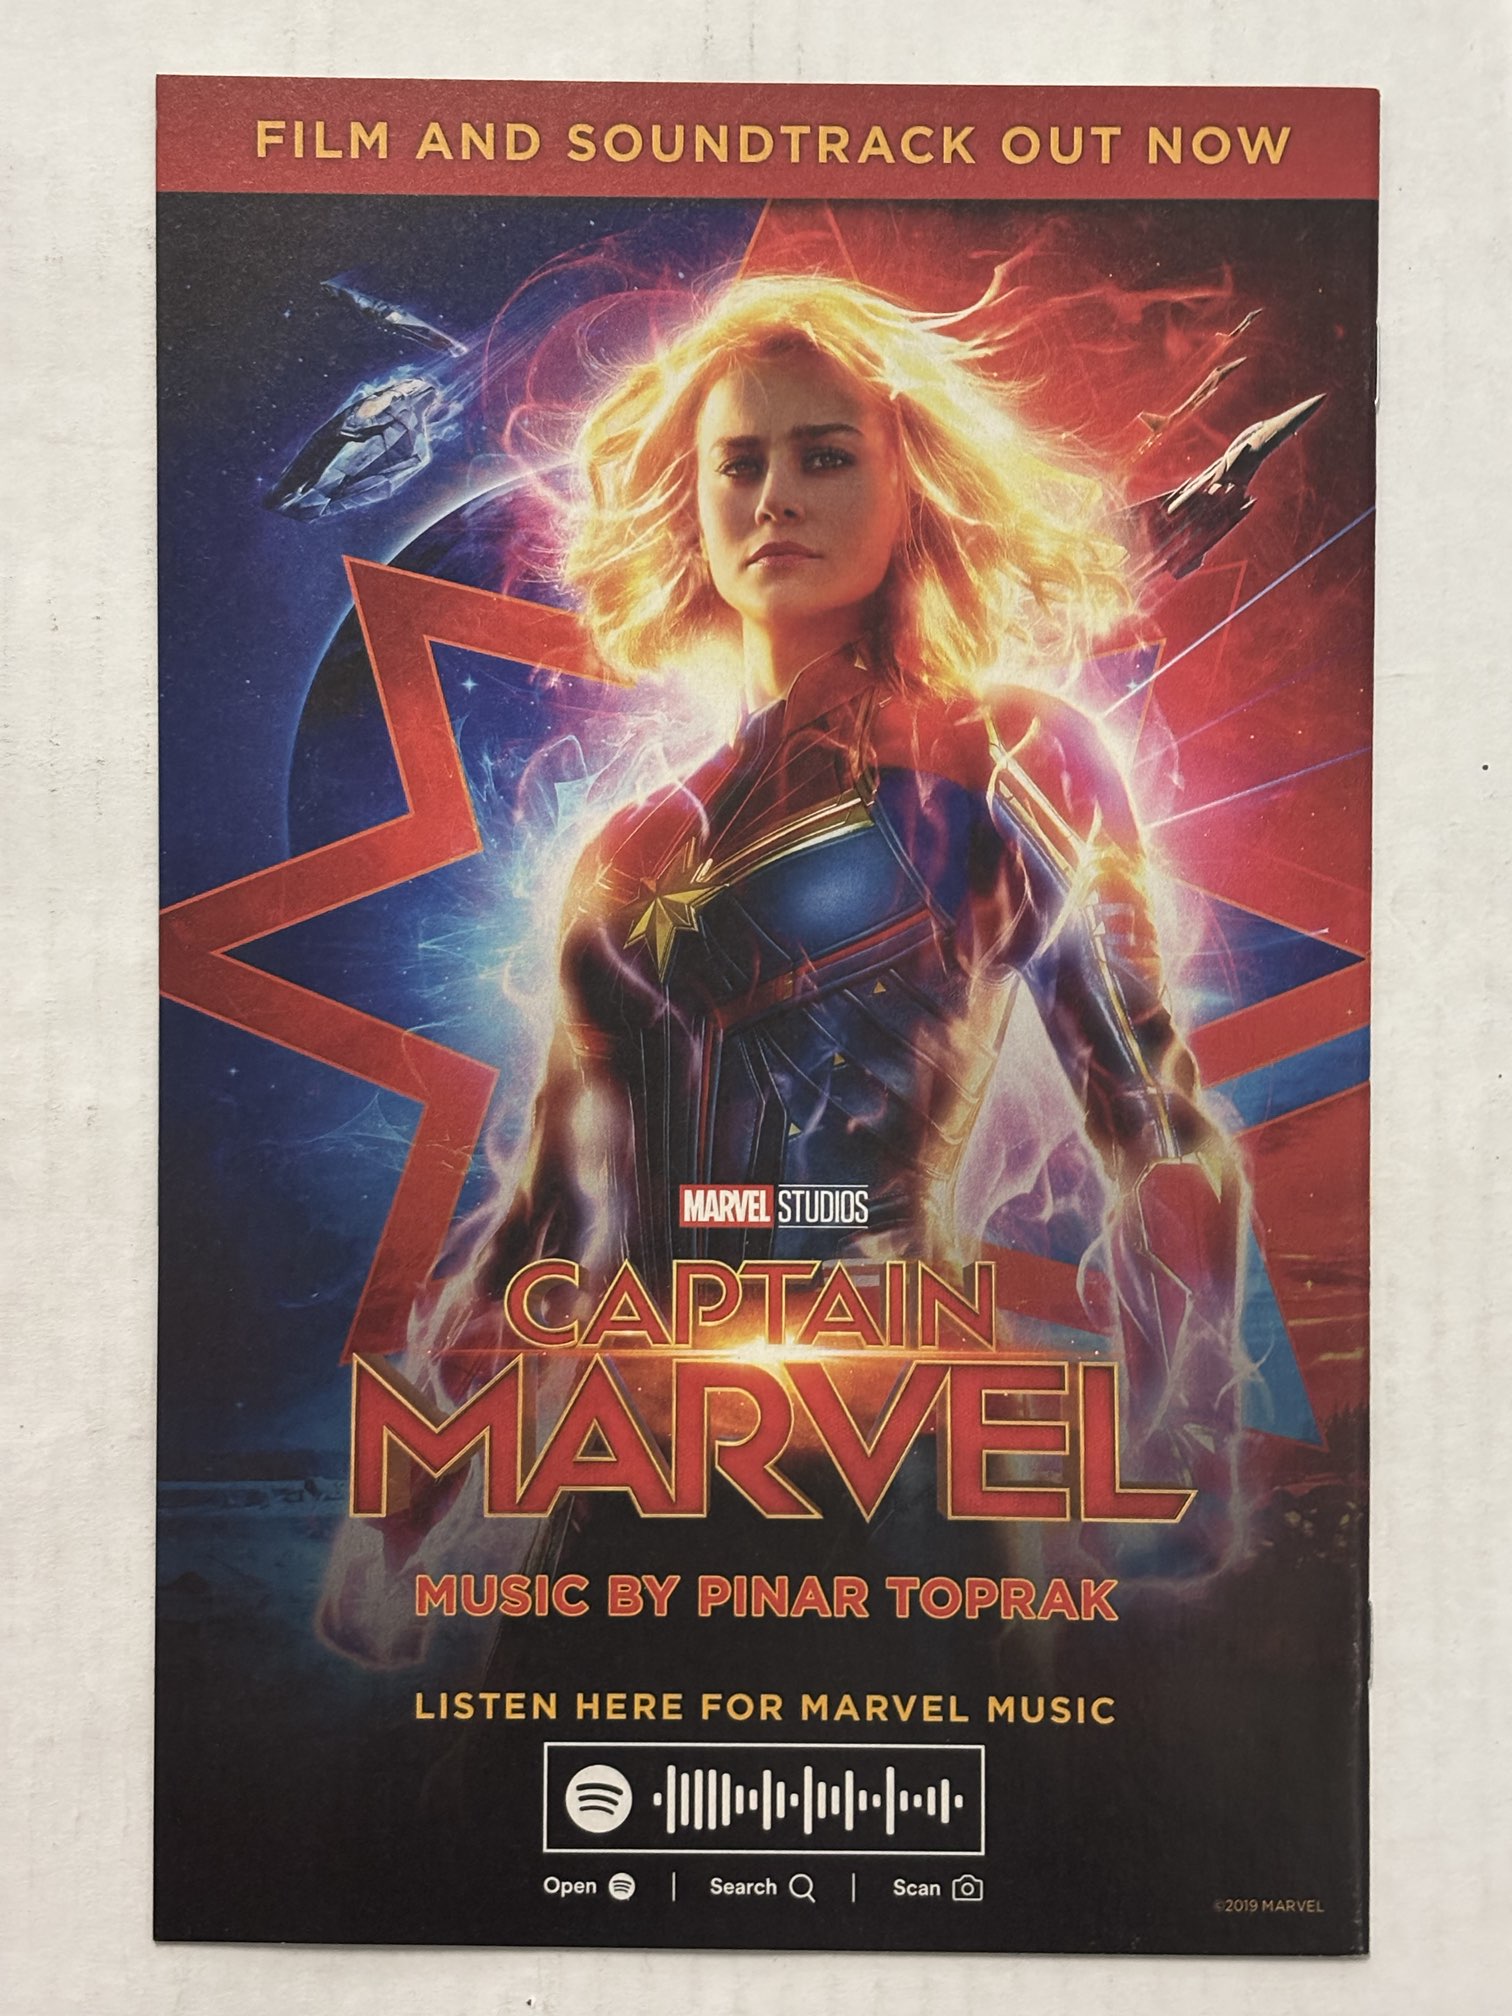 FILM AND SOUNDTRACK OUT NOW
MARVEL STUDIOS
CAPTAIN
MARVEL
MUSIC BY PINAR TOPRAK
LISTEN HERE FOR MARVEL MUSIC
Open | Search | Scan
©2019 MARVEL